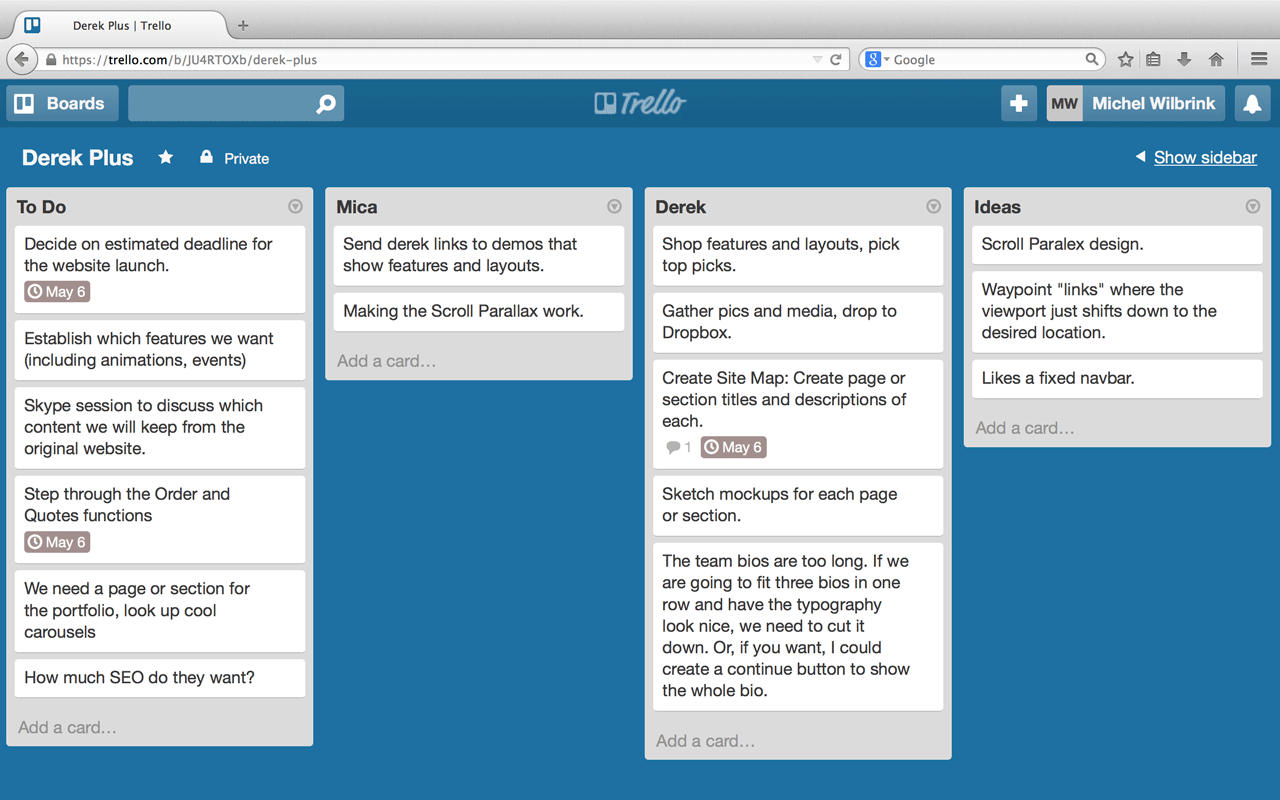 Derek Plus | Trello
https://trello.com/b/JU4RTOXb/derek-plus
Google
Boards
Trello
MW
Michel Wilbrink
Derek Plus
Private
Show sidebar
To Do
Decide on estimated deadline for
the website launch.
May 6
Establish which features we want
(including animations, events)
Skype session to discuss which
content we will keep from the
original website.
Step through the Order and
Quotes functions
May 6
We need a page or section for
the portfolio, look up cool
carousels
How much SEO do they want?
Add a card…
Mica
Send derek links to demos that
show features and layouts.
Making the Scroll Parallax work.
Add a card…
Derek
Shop features and layouts, pick
top picks.
Gather pics and media, drop to
Dropbox.
Create Site Map: Create page or
section titles and descriptions of
each.
1
May 6
Sketch mockups for each page
or section.
The team bios are too long. If we
are going to fit three bios in one
row and have the typography
look nice, we need to cut it
down. Or, if you want, I could
create a continue button to show
the whole bio.
Add a card…
Ideas
Scroll Paralex design.
Waypoint "links" where the
viewport just shifts down to the
desired location.
Likes a fixed navbar.
Add a card…